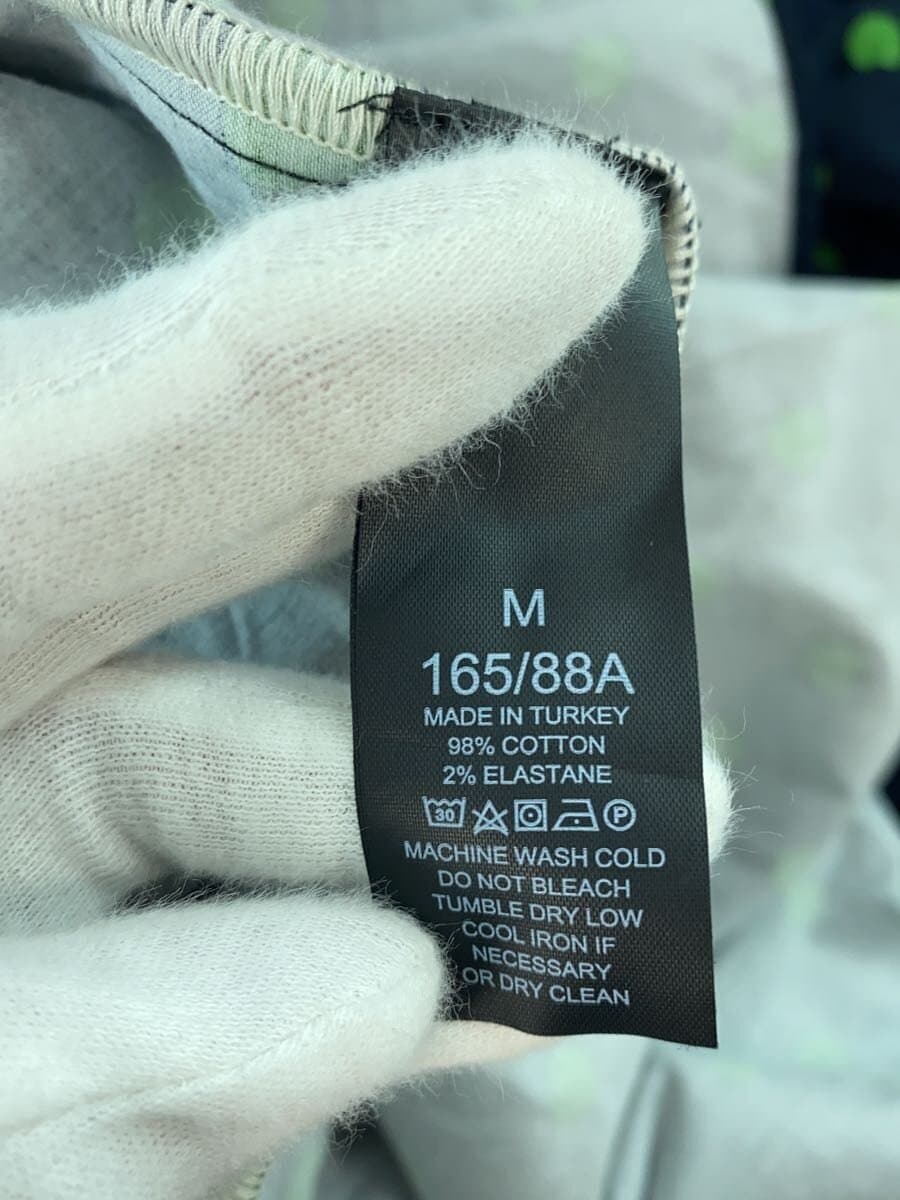 M
165/88A
MADE IN TURKEY
98% COTTON
2% ELASTANE
30 P
MACHINE WASH COLD
DO NOT BLEACH
TUMBLE DRY LOW
COOL IRON IF
NECESSARY
OR DRY CLEAN